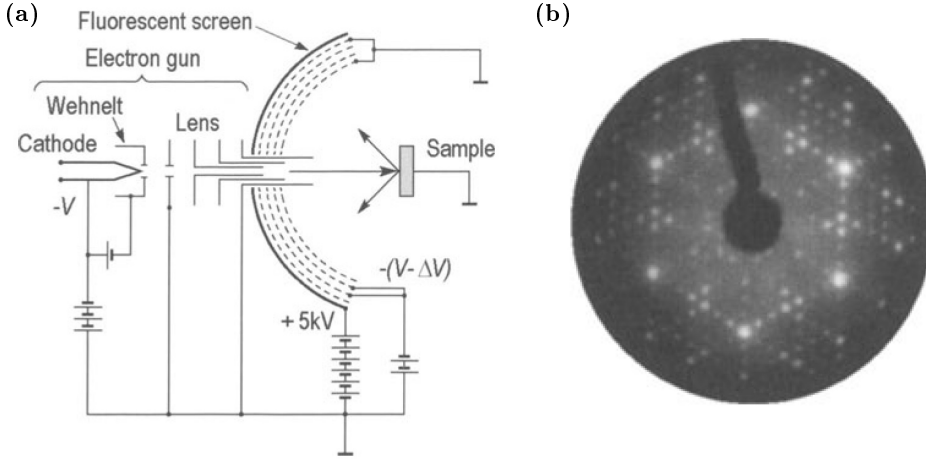 (a)
(b)
Fluorescent screen
Electron gun
Wehnelt
Lens
Cathode
Sample
-V
-(V- ΔV)
+ 5kV